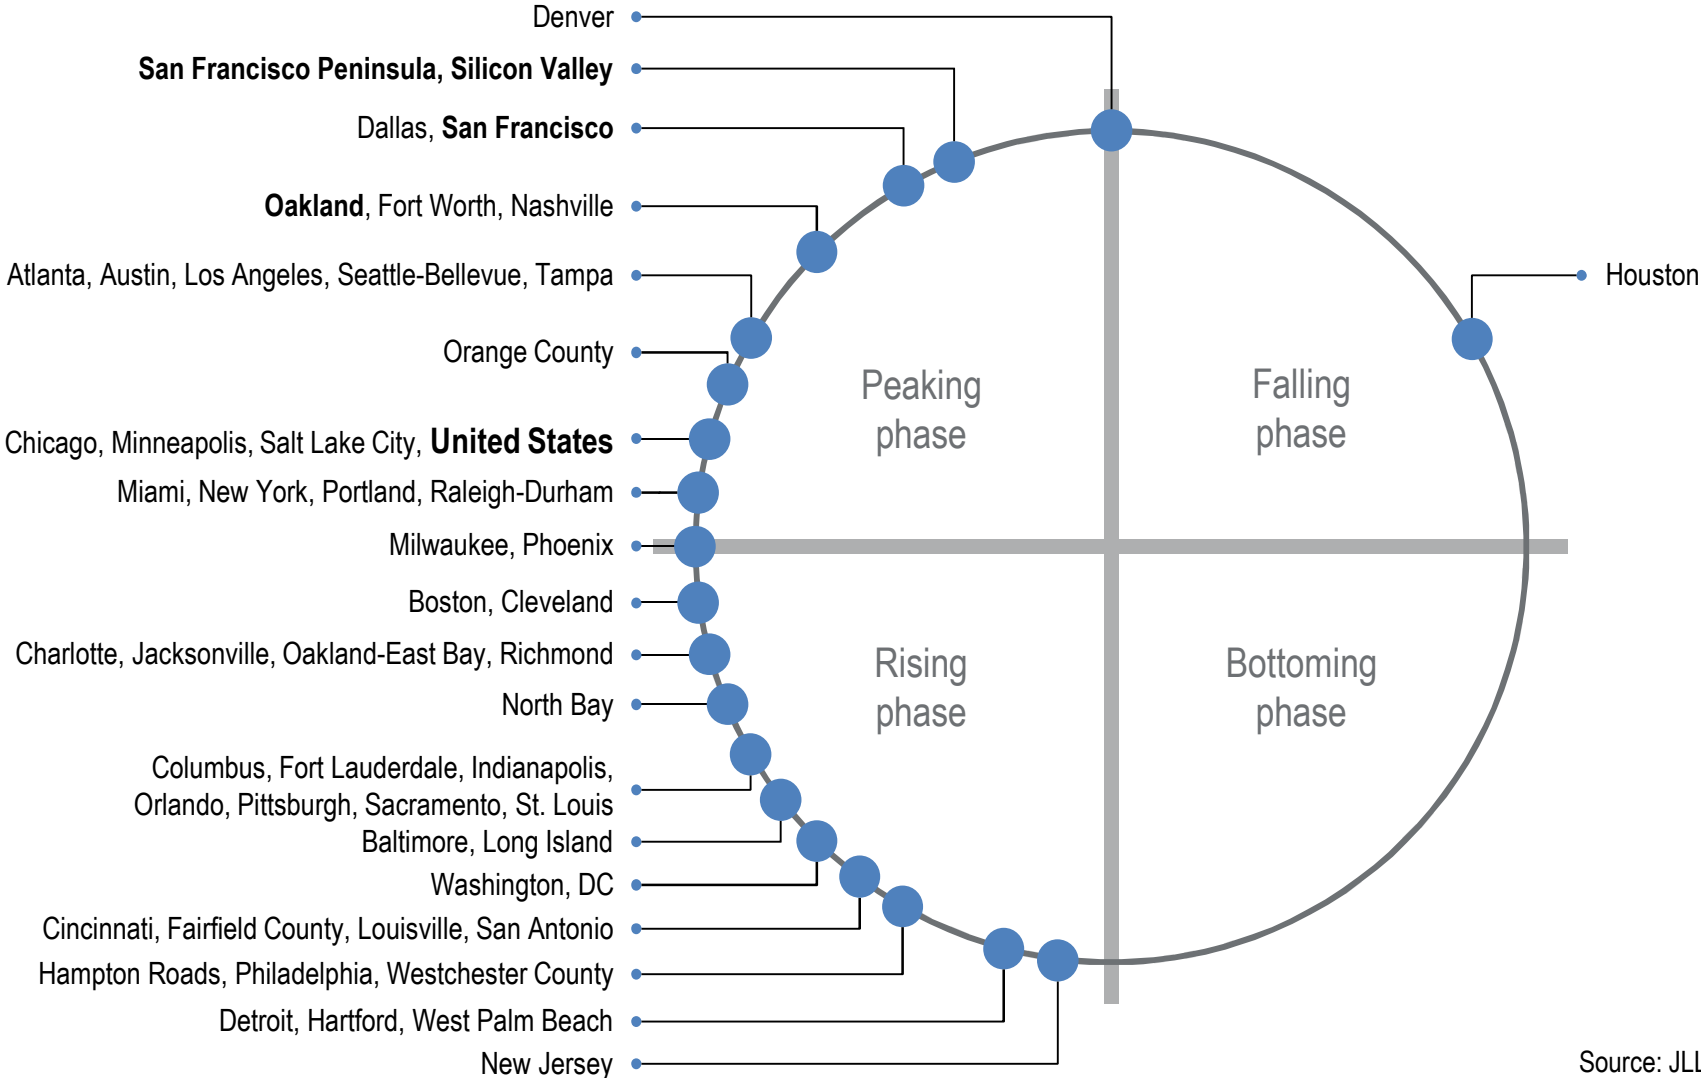 Denver
San Francisco Peninsula, Silicon Valley
Dallas, San Francisco
Oakland, Fort Worth, Nashville
Atlanta, Austin, Los Angeles, Seattle-Bellevue, Tampa
Houston
Orange County
Peaking
phase
Falling
phase
Chicago, Minneapolis, Salt Lake City, United States
Miami, New York, Portland, Raleigh-Durham
Milwaukee, Phoenix
Boston, Cleveland
Charlotte, Jacksonville, Oakland-East Bay, Richmond
Rising
phase
Bottoming
phase
North Bay
Columbus, Fort Lauderdale, Indianapolis,
Orlando, Pittsburgh, Sacramento, St. Louis
Baltimore, Long Island
Washington, DC
Cincinnati, Fairfield County, Louisville, San Antonio
Hampton Roads, Philadelphia, Westchester County
Detroit, Hartford, West Palm Beach
New Jersey
Source: JLL